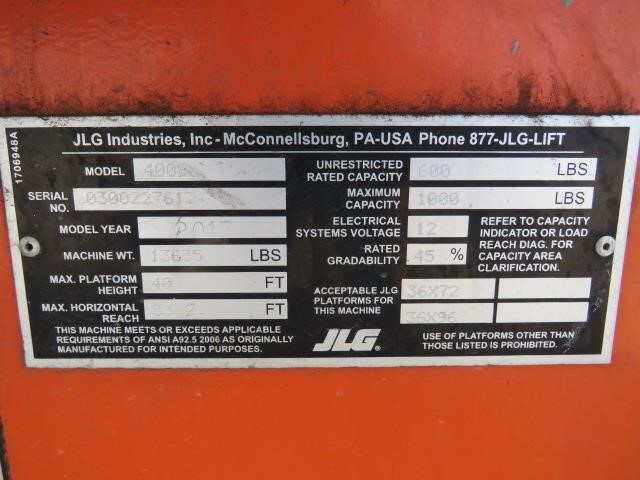 1706948A
JLG Industries, Inc - McConnellsburg, PA-USA Phone 877-JLG-LIFT
MODEL 400S
SERIAL NO.
MODEL YEAR 2017
MACHINE WT. 13635 LBS
MAX. PLATFORM HEIGHT 40 FT
MAX. HORIZONTAL REACH FT
UNRESTRICTED RATED CAPACITY 600 LBS
MAXIMUM CAPACITY 1000 LBS
ELECTRICAL SYSTEMS VOLTAGE 12
RATED GRADABILITY 45 %
REFER TO CAPACITY
INDICATOR OR LOAD
REACH DIAG. FOR
CAPACITY AREA
CLARIFICATION.
ACCEPTABLE JLG
PLATFORMS FOR
THIS MACHINE
36X72
36X96
THIS MACHINE MEETS OR EXCEEDS APPLICABLE
REQUIREMENTS OF ANSI A92.5 2006 AS ORIGINALLY
MANUFACTURED FOR INTENDED PURPOSES.
JLG®
USE OF PLATFORMS OTHER THAN
THOSE LISTED IS PROHIBITED.